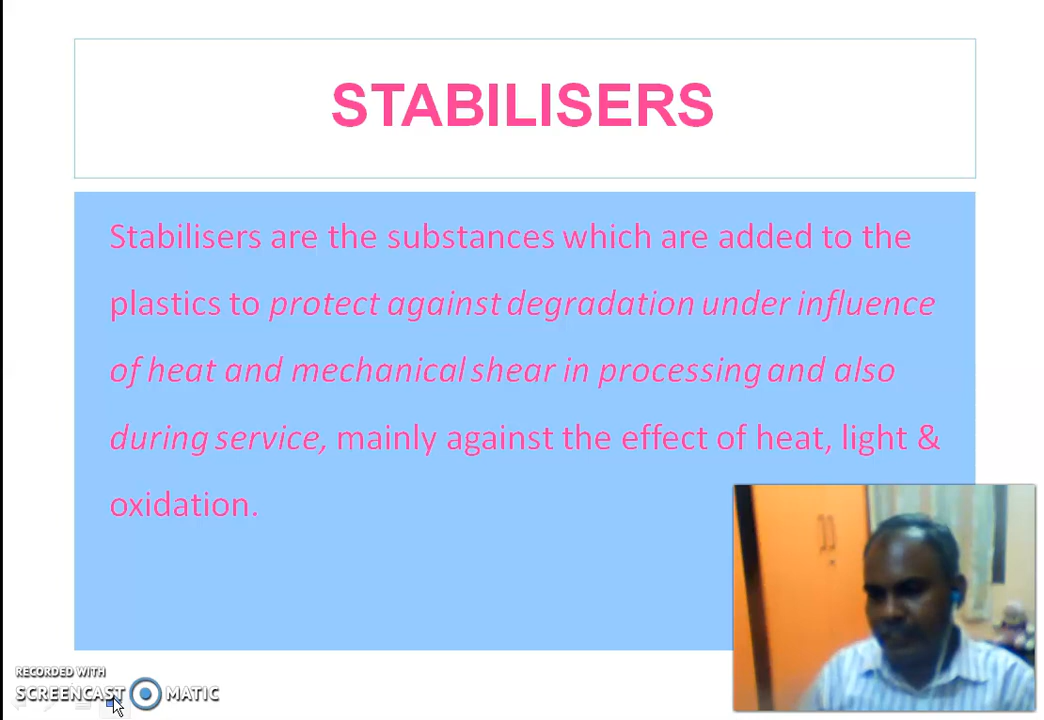 STABILISERS
Stabilisers are the substances which are added to the
plastics to protect against degradation under influence
of heat and mechanical shear in processing and also
during service, mainly against the effect of heat, light &
oxidation.
RECORDED WITH
SCREENCAST MATIC